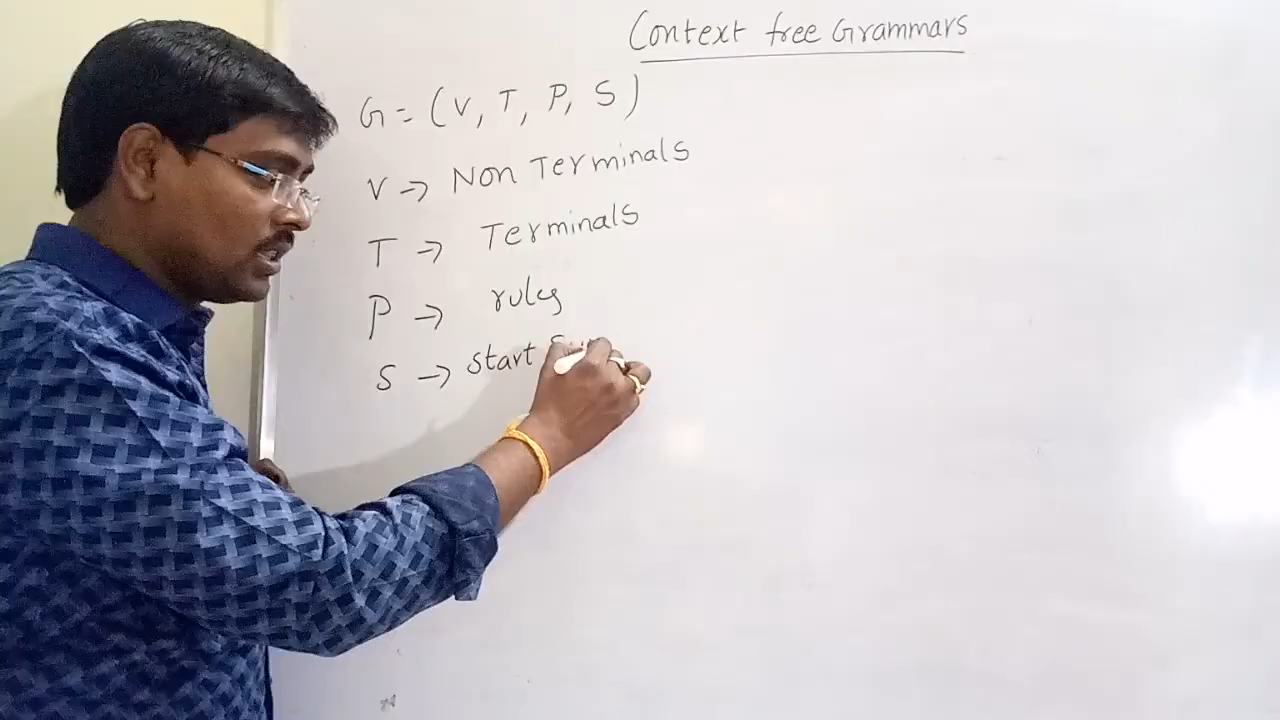 Context free Grammars
G = (V, T, P, S)
V → Non Terminals
T → Terminals
P → rules
S → start